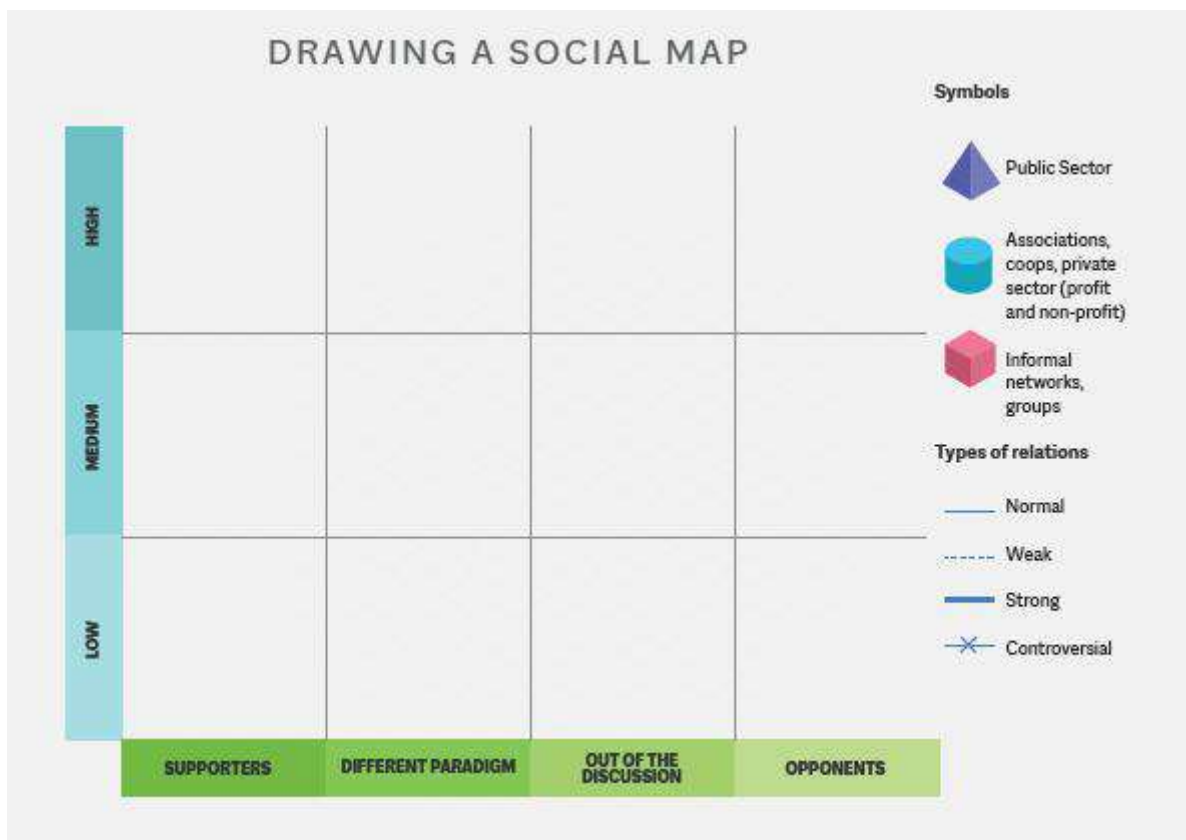 DRAWING A SOCIAL MAP
Symbols
Public Sector
Associations,
coops, private
sector (profit
and non-profit)
Informal
networks,
groups
Types of relations
Normal
Weak
Strong
Controversial
HIGH
MEDIUM
LOW
SUPPORTERS
DIFFERENT PARADIGM
OUT OF THE
DISCUSSION
OPPONENTS